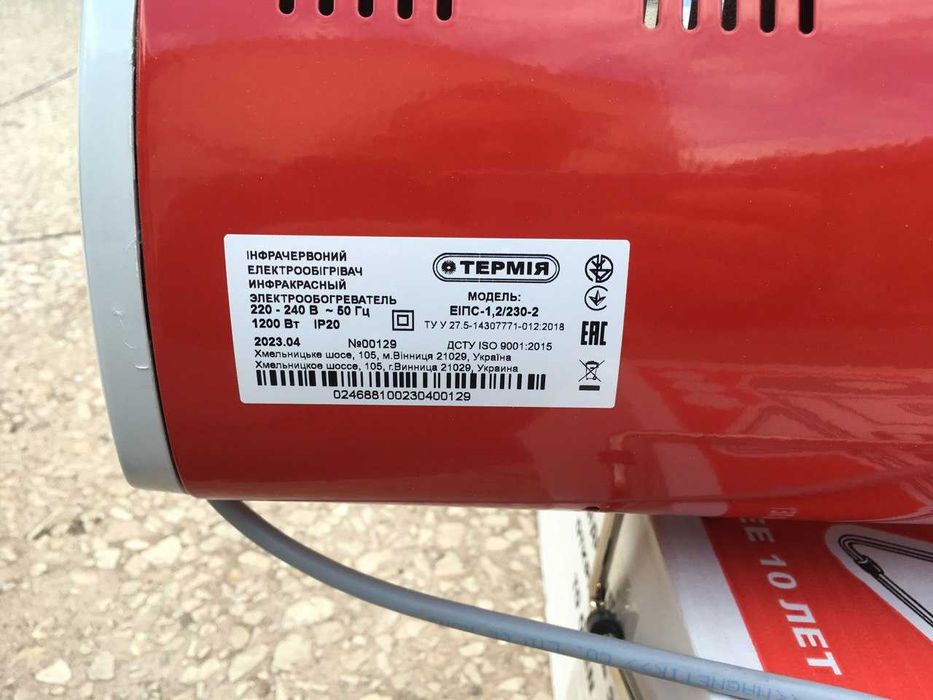 ІНФРАЧЕРВОНИЙ
ЕЛЕКТРООБІГРІВАЧ
ИНФРАКРАСНЫЙ
ЭЛЕКТРООБОГРЕВАТЕЛЬ
220 - 240 В ~ 50 Гц
1200 Вт IP20
ТЕРМІЯ
МОДЕЛЬ:
ЕІПС-1,2/230-2
ТУ У 27.5-14307771-012:2018
2023.04 №00129 ДСТУ ISO 9001:2015
Хмельницьке шосе, 105, м.Вінниця 21029, Україна
Хмельницкое шоссе, 105, г.Винница 21029, Украина
024688100230400129
EAC
10 ЛЕТ